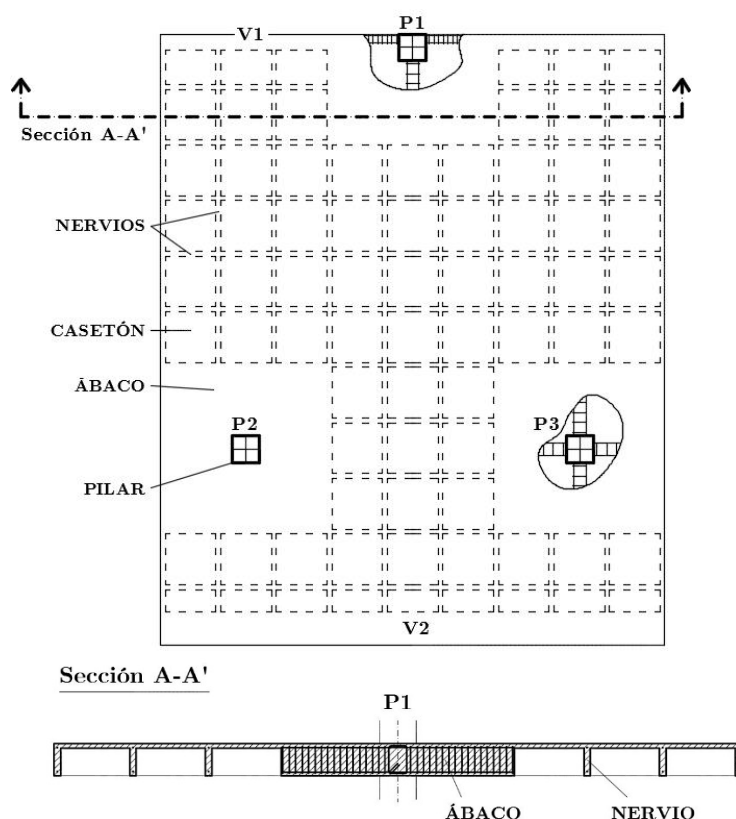 P1
V1
Sección A-A'
NERVIOS
CASETÓN
ÁBACO
P2
P3
PILAR
V2
Sección A-A'
P1
ÁBACO
NERVIO